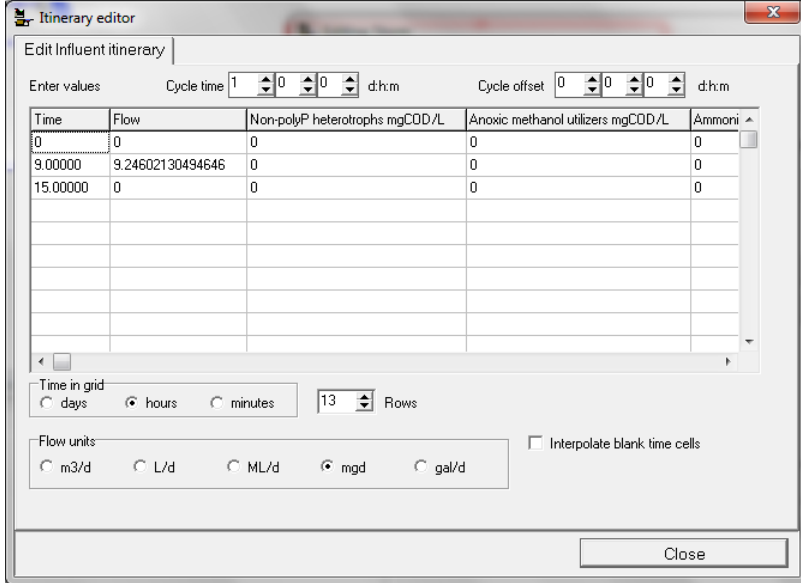 Itinerary editor
Edit Influent itinerary
Enter values Cycle time 1 0 0 d:h:m Cycle offset 0 0 0 d:h:m
Time Flow Non-polyP heterotrophs mgCOD/L Anoxic methanol utilizers mgCOD/L Ammoni
0 0 0 0 0
9.00000 9.24602130494646 0 0 0
15.00000 0 0 0 0
Time in grid
days hours minutes 13 Rows
Flow units
Interpolate blank time cells
m3/d L/d ML/d mgd gal/d
Close